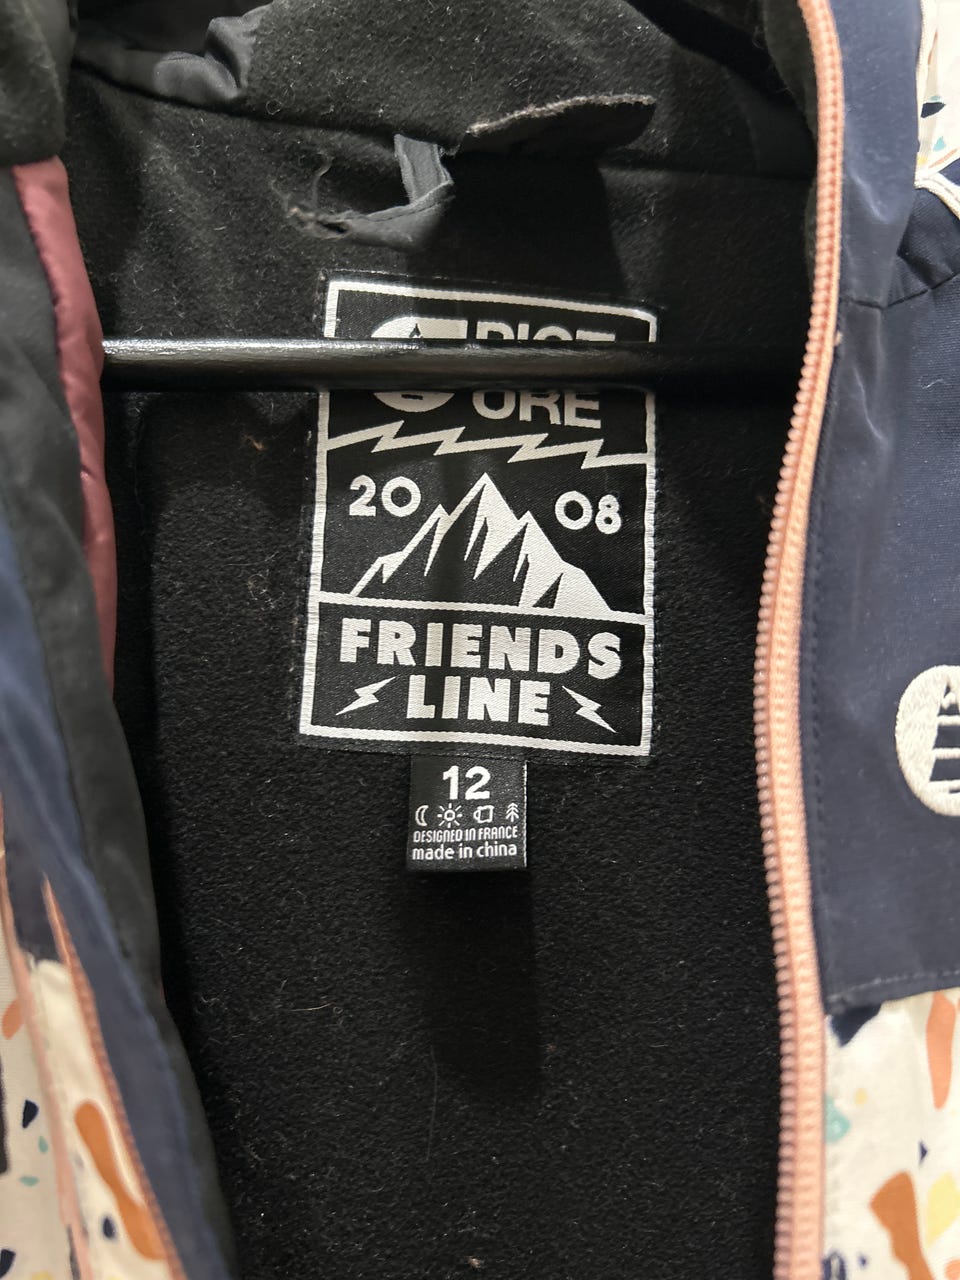 20 08
FRIENDS
LINE
12
DESIGNED IN FRANCE
made in china